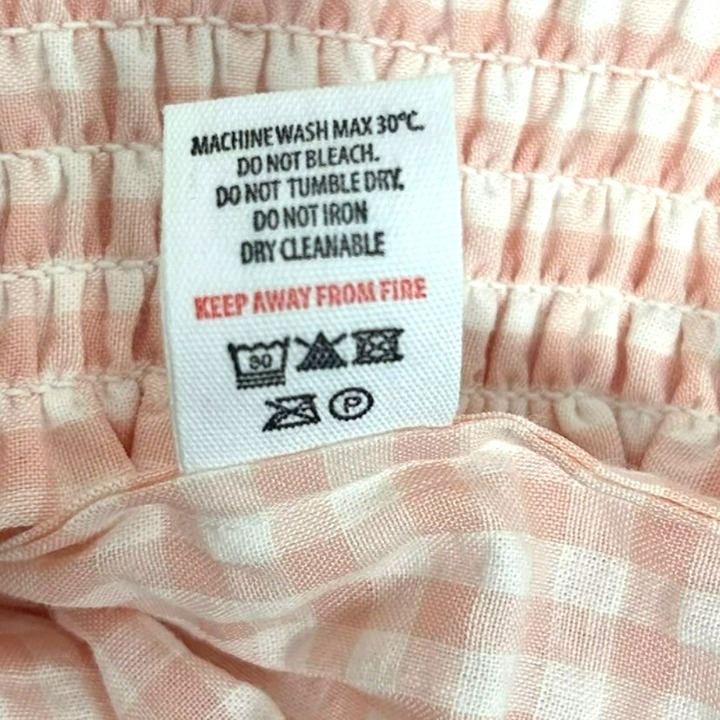 MACHINE WASH MAX 30°C.
DO NOT BLEACH.
DO NOT TUMBLE DRY.
DO NOT IRON
DRY CLEANABLE
KEEP AWAY FROM FIRE
30
P